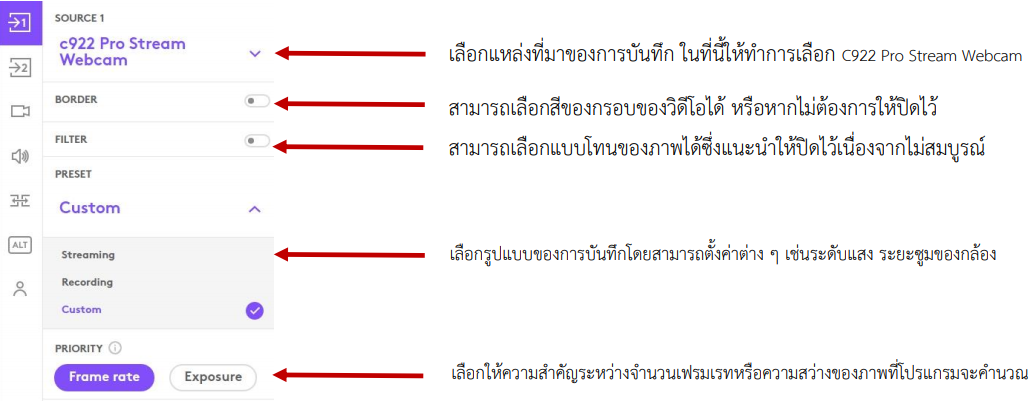 SOURCE 1
c922 Pro Stream
Webcam
เลือกแหล่งที่มาของการบันทึก ในที่นี้ให้ทำการเลือก C922 Pro Stream Webcam
BORDER
สามารถเลือกสีของกรอบของวิดีโอได้ หรือหากไม่ต้องการให้ปิดไว้
FILTER
สามารถเลือกแบบโทนของภาพได้ซึ่งแนะนำให้ปิดไว้เนื่องจากไม่สมบูรณ์
PRESET
Custom
Streaming
เลือกรูปแบบของการบันทึกโดยสามารถตั้งค่าต่าง ๆ เช่นระดับแสง ระยะซูมของกล้อง
Recording
Custom
PRIORITY
Frame rate
Exposure
เลือกให้ความสำคัญระหว่างจำนวนเฟรมเรทหรือความสว่างของภาพที่โปรแกรมจะคำนวณ
1
2
ALT